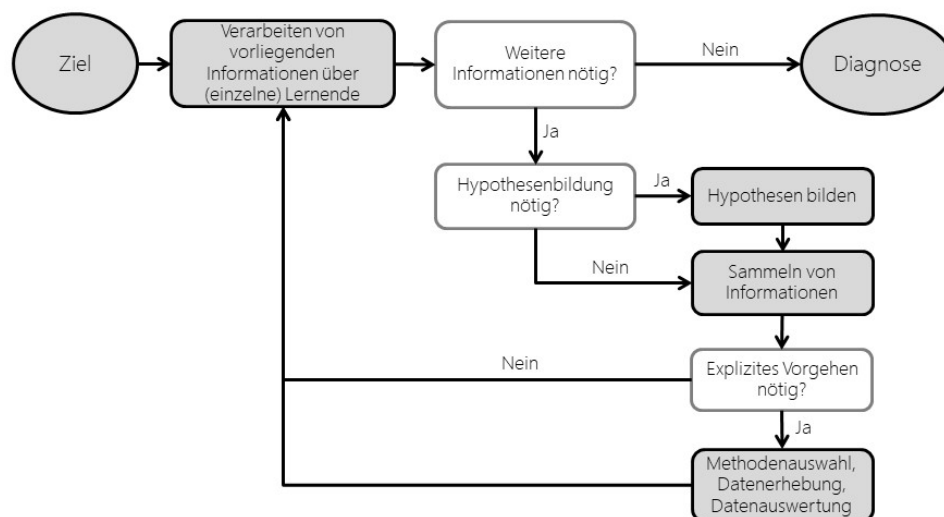 Ziel
Verarbeiten von
vorliegenden
Informationen über
(einzelne) Lernende
Weitere
Informationen nötig?
Nein
Diagnose
Ja
Hypothesenbildung
nötig?
Ja
Hypothesen bilden
Nein
Sammeln von
Informationen
Nein
Explizites Vorgehen
nötig?
Ja
Methodenauswahl,
Datenerhebung,
Datenauswertung